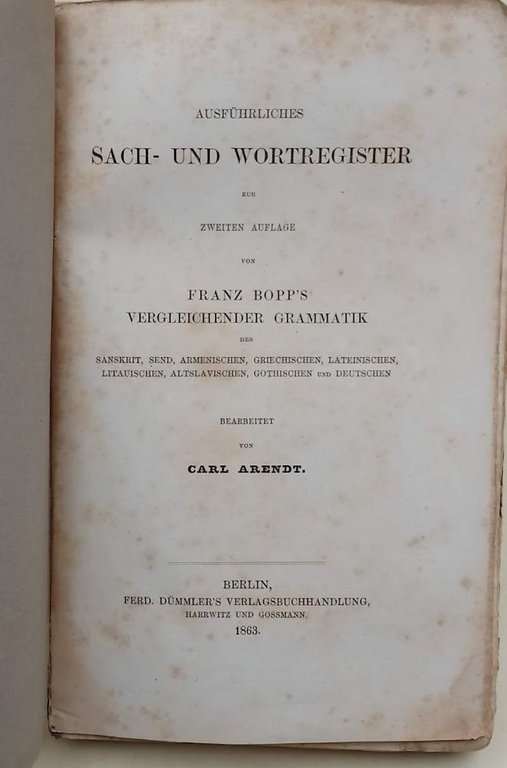 AUSFÜHRLICHES
SACH- UND WORTREGISTER
ZUR
ZWEITEN AUFLAGE
VON
FRANZ BOPP'S
VERGLEICHENDER GRAMMATIK
DES
SANSKRIT, SEND, ARMENISCHEN, GRIECHISCHEN, LATEINISCHEN,
LITAUISCHEN, ALTSLAVISCHEN, GOTHISCHEN UND DEUTSCHEN
BEARBEITET
VON
CARL ARENDT.
BERLIN,
FERD. DÜMMLER'S VERLAGSBUCHHANDLUNG,
HARRWITZ UND GOSSMANN.
1863.